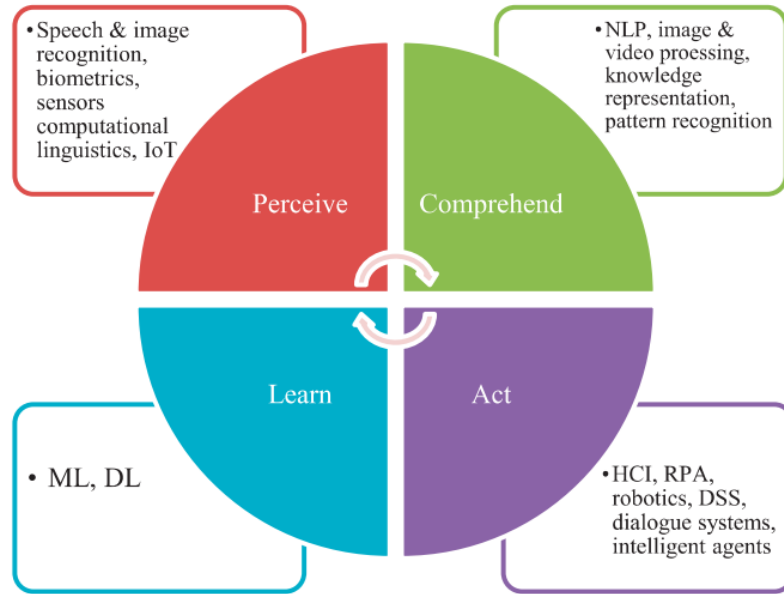 •Speech & image
recognition,
biometrics,
sensors
computational
linguistics, IoT
•NLP, image &
video proessing,
knowledge
representation,
pattern recognition
Perceive
Comprehend
Learn
Act
• ML, DL
•HCI, RPA,
robotics, DSS,
dialogue systems,
intelligent agents